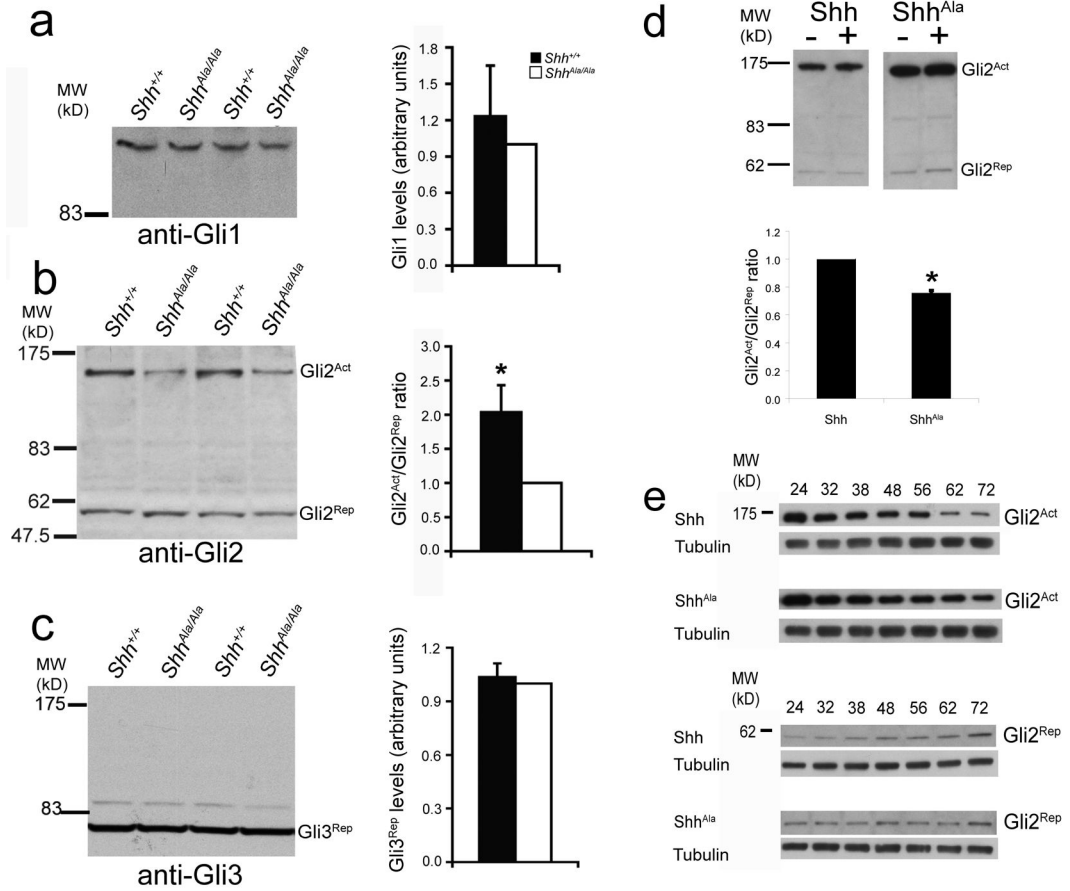 a
MW
(kD)
Shh+/+
ShhAla/Ala
Shh+/+
ShhAla/Ala
83
anti-Gli1
Gli1 levels (arbitrary units)
1.8
1.5
1.2
0.9
0.6
0.3
0.0
Shh+/+
ShhAla/Ala
b
MW
(kD)
Shh+/+
ShhAla/Ala
Shh+/+
ShhAla/Ala
175
83
62
47.5
Gli2Act
Gli2Rep
anti-Gli2
Gli2Act/Gli2Rep ratio
3.0
2.5
2.0
1.5
1.0
0.5
0.0
*
c
MW
(kD)
Shh+/+
ShhAla/Ala
Shh+/+
ShhAla/Ala
175
83
Gli3Rep
anti-Gli3
Gli3Rep levels (arbitrary units)
1.2
0.9
0.6
0.3
0.0
d
MW
(kD)
Shh ShhAla
- + - +
175
83
62
Gli2Act
Gli2Rep
Gli2Act/Gli2Rep ratio
1.2
1.0
0.8
0.6
0.4
0.2
0.0
*
Shh ShhAla
e
MW
(kD)
24 32 38 48 56 62 72
Shh 175 Gli2Act
Tubulin
ShhAla Gli2Act
Tubulin
MW
(kD)
24 32 38 48 56 62 72
Shh 62 Gli2Rep
Tubulin
ShhAla Gli2Rep
Tubulin